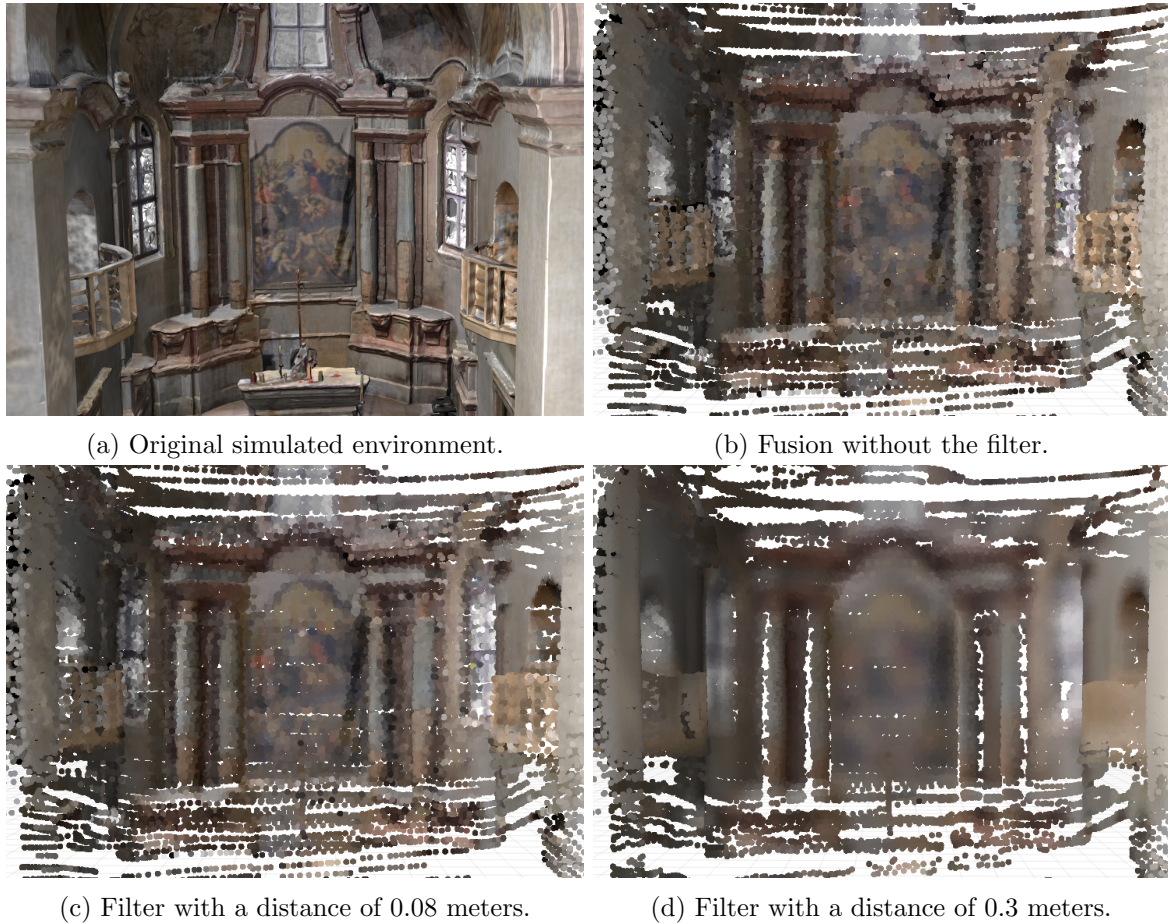 (a) Original simulated environment.
(b) Fusion without the filter.
(c) Filter with a distance of 0.08 meters.
(d) Filter with a distance of 0.3 meters.